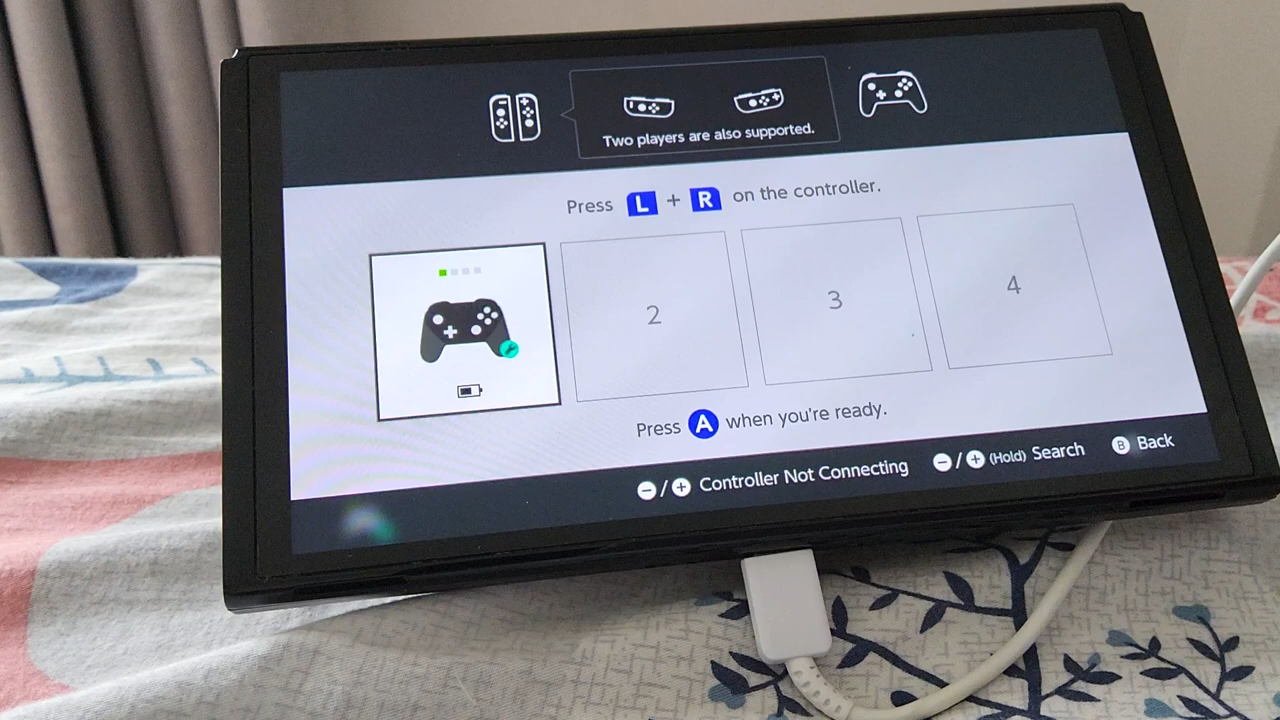 Two players are also supported.
Press L + R on the controller.
2
3
4
Press A when you're ready.
−/+ Controller Not Connecting −/+ (Hold) Search B Back